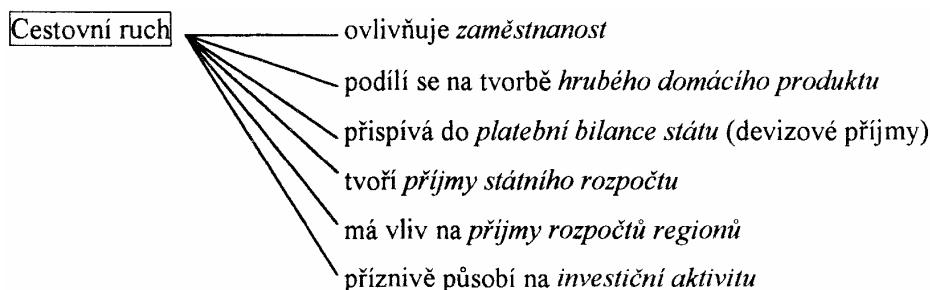 Cestovní ruch
ovlivňuje zaměstnanost
podílí se na tvorbě hrubého domácího produktu
přispívá do platební bilance státu (devizové příjmy)
tvoří příjmy státního rozpočtu
má vliv na příjmy rozpočtů regionů
příznivě působí na investiční aktivitu